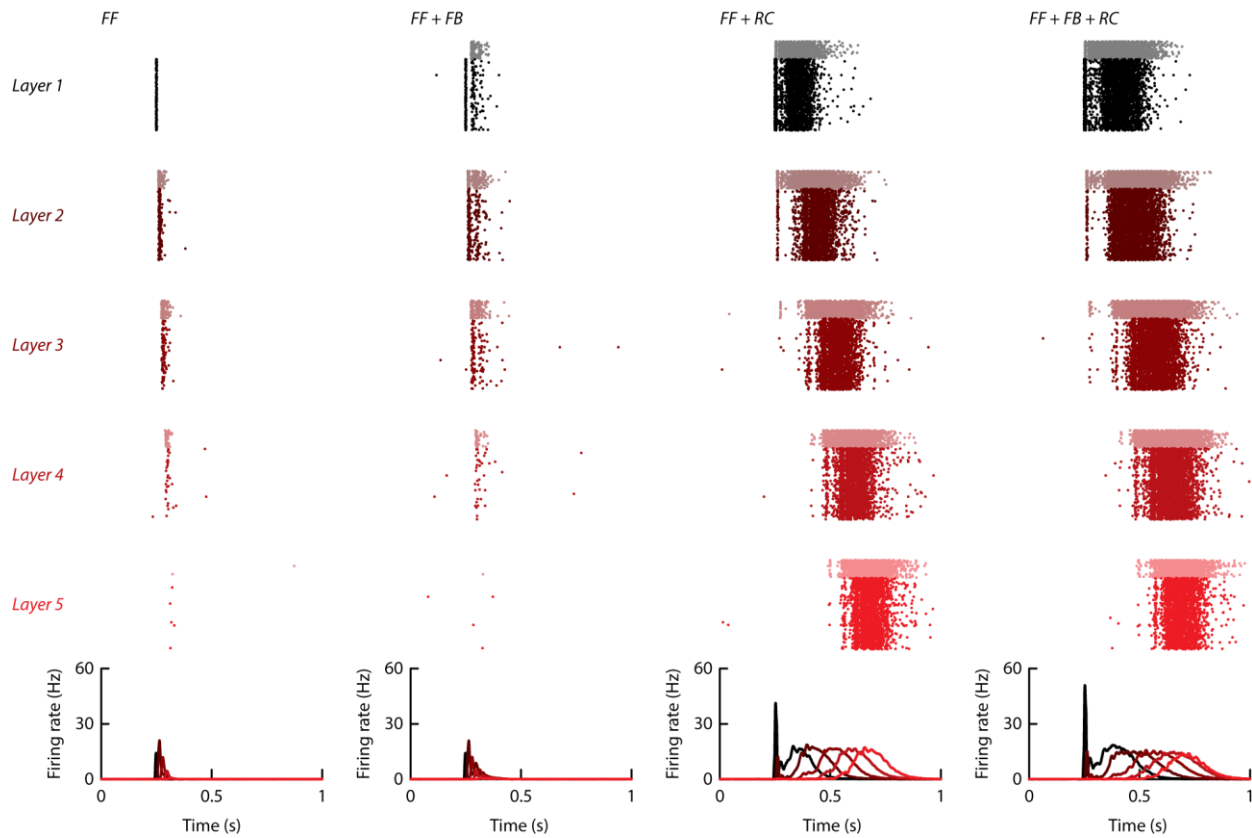 FF
FF + FB
FF + RC
FF + FB + RC
Layer 1
Layer 2
Layer 3
Layer 4
Layer 5
Firing rate (Hz)
60
30
0
0
0.5
1
Time (s)
Firing rate (Hz)
60
30
0
0
0.5
1
Time (s)
Firing rate (Hz)
60
30
0
0
0.5
1
Time (s)
Firing rate (Hz)
60
30
0
0
0.5
1
Time (s)